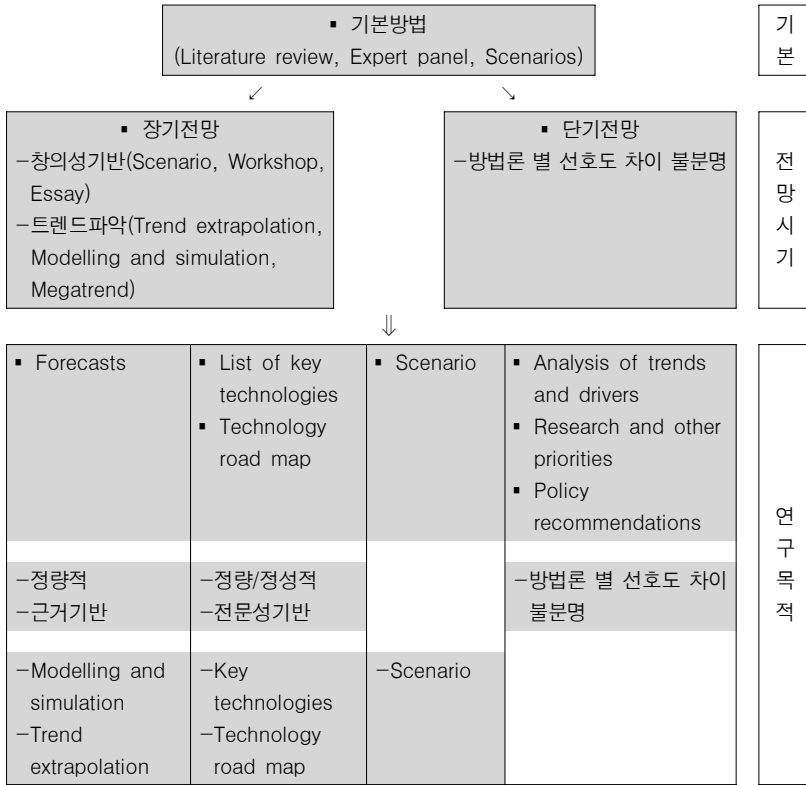 ▪ 기본방법
(Literature review, Expert panel, Scenarios)
기
본
↙
↘
▪ 장기전망
−창의성기반(Scenario, Workshop,
Essay)
−트렌드파악(Trend extrapolation,
Modelling and simulation,
Megatrend)
▪ 단기전망
−방법론 별 선호도 차이 불분명
전
망
시
기
⇓
▪ Forecasts
▪ List of key
technologies
▪ Technology
road map
▪ Scenario
▪ Analysis of trends
and drivers
▪ Research and other
priorities
▪ Policy
recommendations
−정량적
−근거기반
−정량/정성적
−전문성기반
−방법론 별 선호도 차이
불분명
−Modelling and
simulation
−Trend
extrapolation
−Key
technologies
−Technology
road map
−Scenario
연
구
목
적